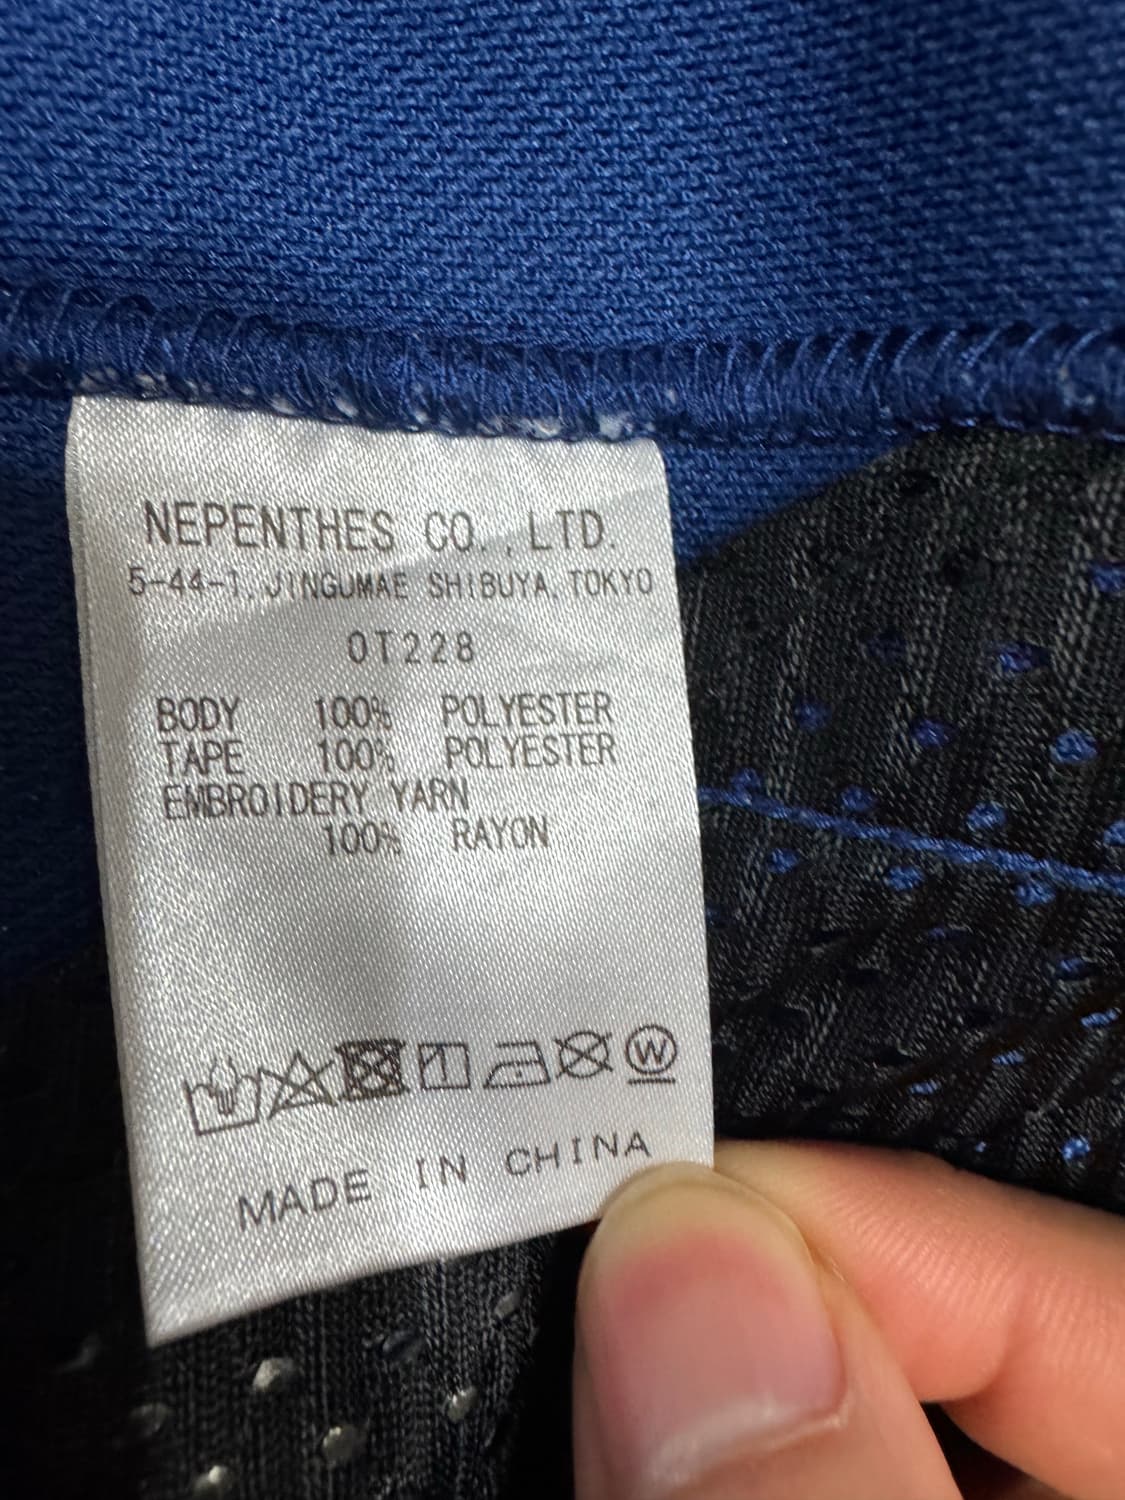 NEPENTHES CO.,LTD.
5-44-1,JINGUMAE SHIBUYA,TOKYO
OT228
BODY 100% POLYESTER
TAPE 100% POLYESTER
EMBROIDERY YARN
100% RAYON
W
MADE IN CHINA